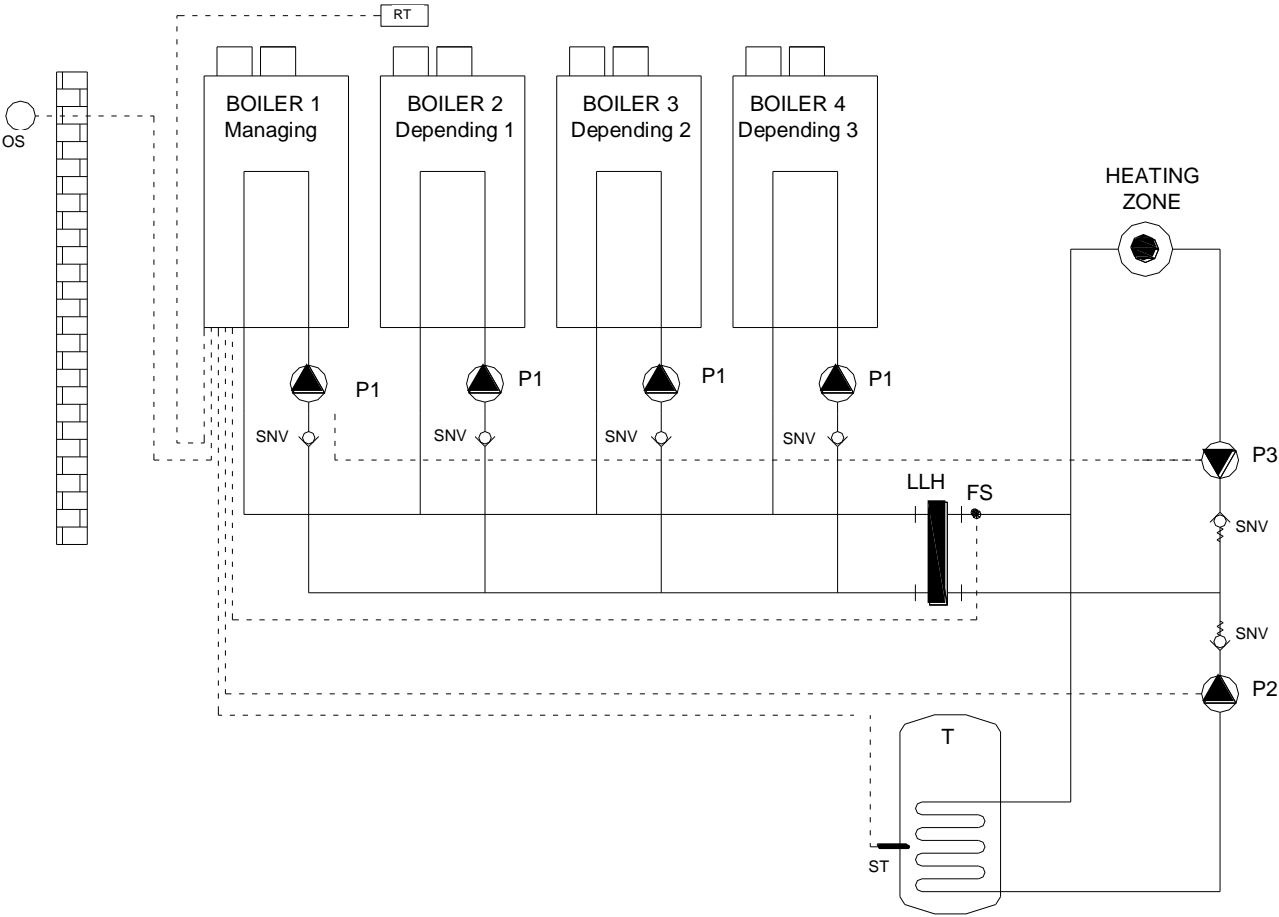 RT
BOILER 1
Managing
BOILER 2
Depending 1
BOILER 3
Depending 2
BOILER 4
Depending 3
OS
HEATING
ZONE
P1
P1
P1
P1
SNV
SNV
SNV
SNV
P3
LLH
FS
SNV
SNV
P2
T
ST